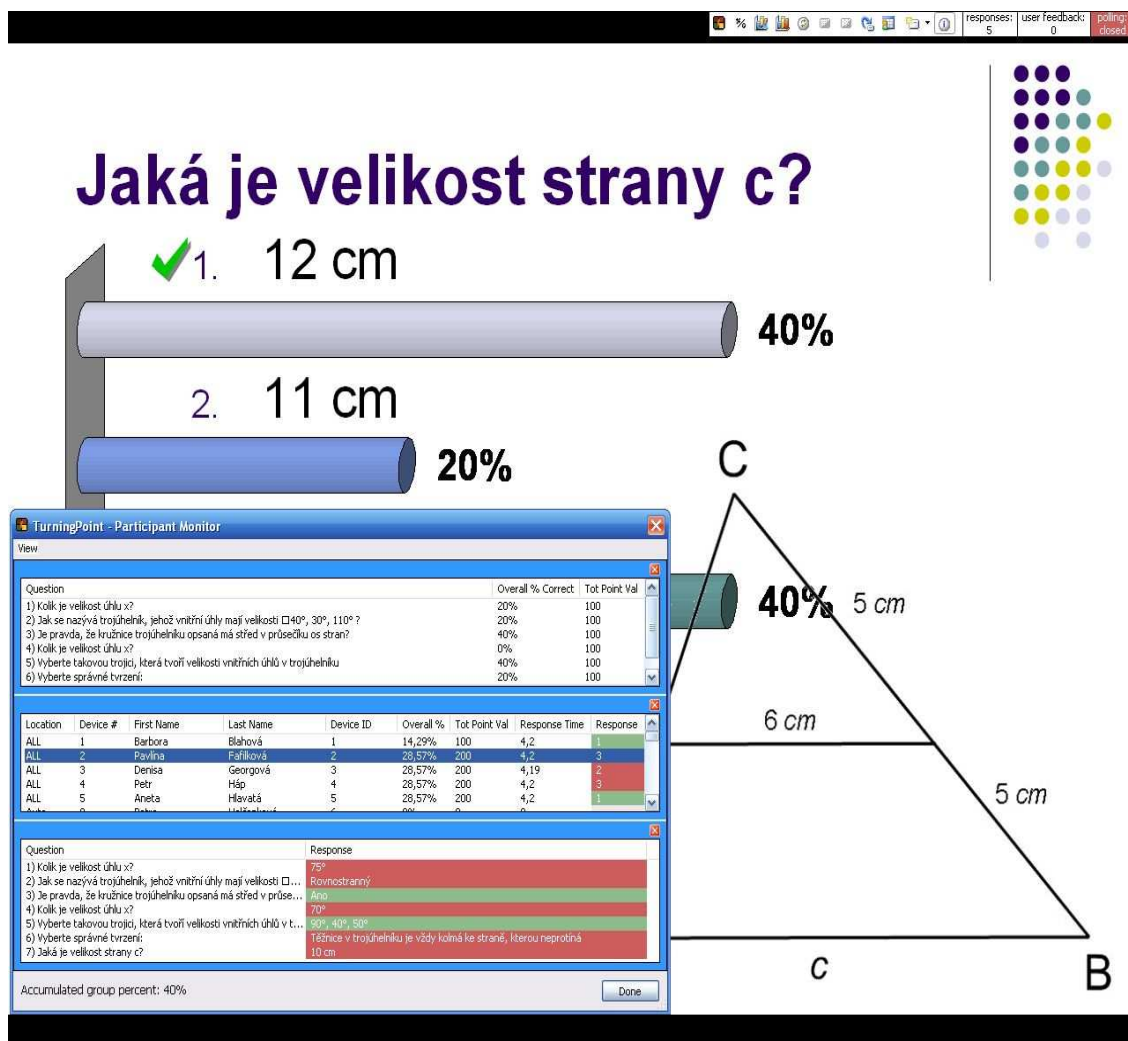 responses: 5
user feedback: 0
polling: closed
Jaká je velikost strany c?
1. 12 cm
40%
2. 11 cm
20%
40%
C
5 cm
6 cm
5 cm
c
B
TurningPoint - Participant Monitor
View
Question Overall % Correct Tot Point Val
1) Kolik je velikost úhlu x? 20% 100
2) Jak se nazývá trojúhelník, jehož vnitřní úhly mají velikosti □40°, 30°, 110° ? 20% 100
3) Je pravda, že kružnice trojúhelníku opsaná má střed v průsečíku os stran? 40% 100
4) Kolik je velikost úhlu x? 0% 100
5) Vyberte takovou trojici, která tvoří velikosti vnitřních úhlů v trojúhelníku 40% 100
6) Vyberte správné tvrzení: 20% 100
Location Device # First Name Last Name Device ID Overall % Tot Point Val Response Time Response
ALL 1 Barbora Blahová 1 14,29% 100 4,2 1
ALL 2 Pavlína Fafílková 2 28,57% 200 4,2 3
ALL 3 Denisa Georgová 3 28,57% 200 4,19 2
ALL 4 Petr Háp 4 28,57% 200 4,2 3
ALL 5 Aneta Hlavatá 5 28,57% 200 4,2 1
Question Response
1) Kolik je velikost úhlu x? 75°
2) Jak se nazývá trojúhelník, jehož vnitřní úhly mají velikosti □... Rovnostranný
3) Je pravda, že kružnice trojúhelníku opsaná má střed v průse... Ano
4) Kolik je velikost úhlu x? 70°
5) Vyberte takovou trojici, která tvoří velikosti vnitřních úhlů v t... 90°, 40°, 50°
6) Vyberte správné tvrzení: Těžnice v trojúhelníku je vždy kolmá ke straně, kterou neprotíná
7) Jaká je velikost strany c? 10 cm
Accumulated group percent: 40%
Done